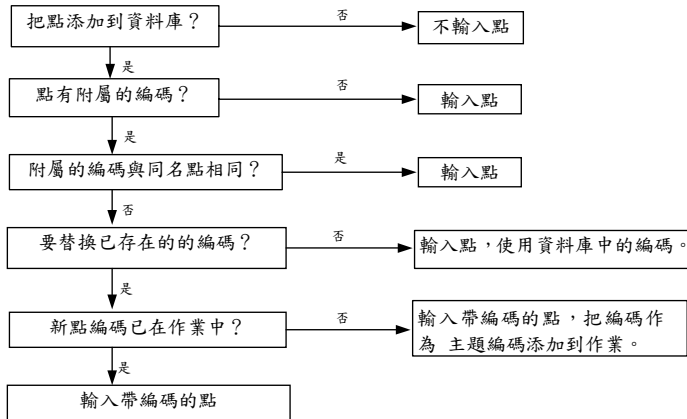 把點添加到資料庫？
否
不輸入點
是
點有附屬的編碼？
否
輸入點
是
附屬的編碼與同名點相同？
是
輸入點
否
要替換已存在的的編碼？
否
輸入點，使用資料庫中的編碼。
是
新點編碼已在作業中？
否
輸入帶編碼的點，把編碼作
為 主題編碼添加到作業。
是
輸入帶編碼的點